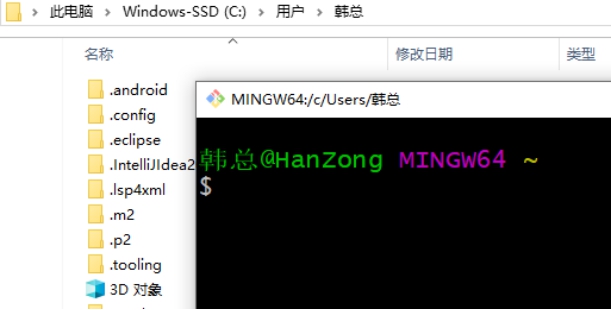 此电脑 > Windows-SSD (C:) > 用户 > 韩总
名称 修改日期 类型
.android
.config
.eclipse
.IntelliJIdea2
.lsp4xml
.m2
.p2
.tooling
3D 对象
MINGW64:/c/Users/韩总
韩总@HanZong MINGW64 ~
$